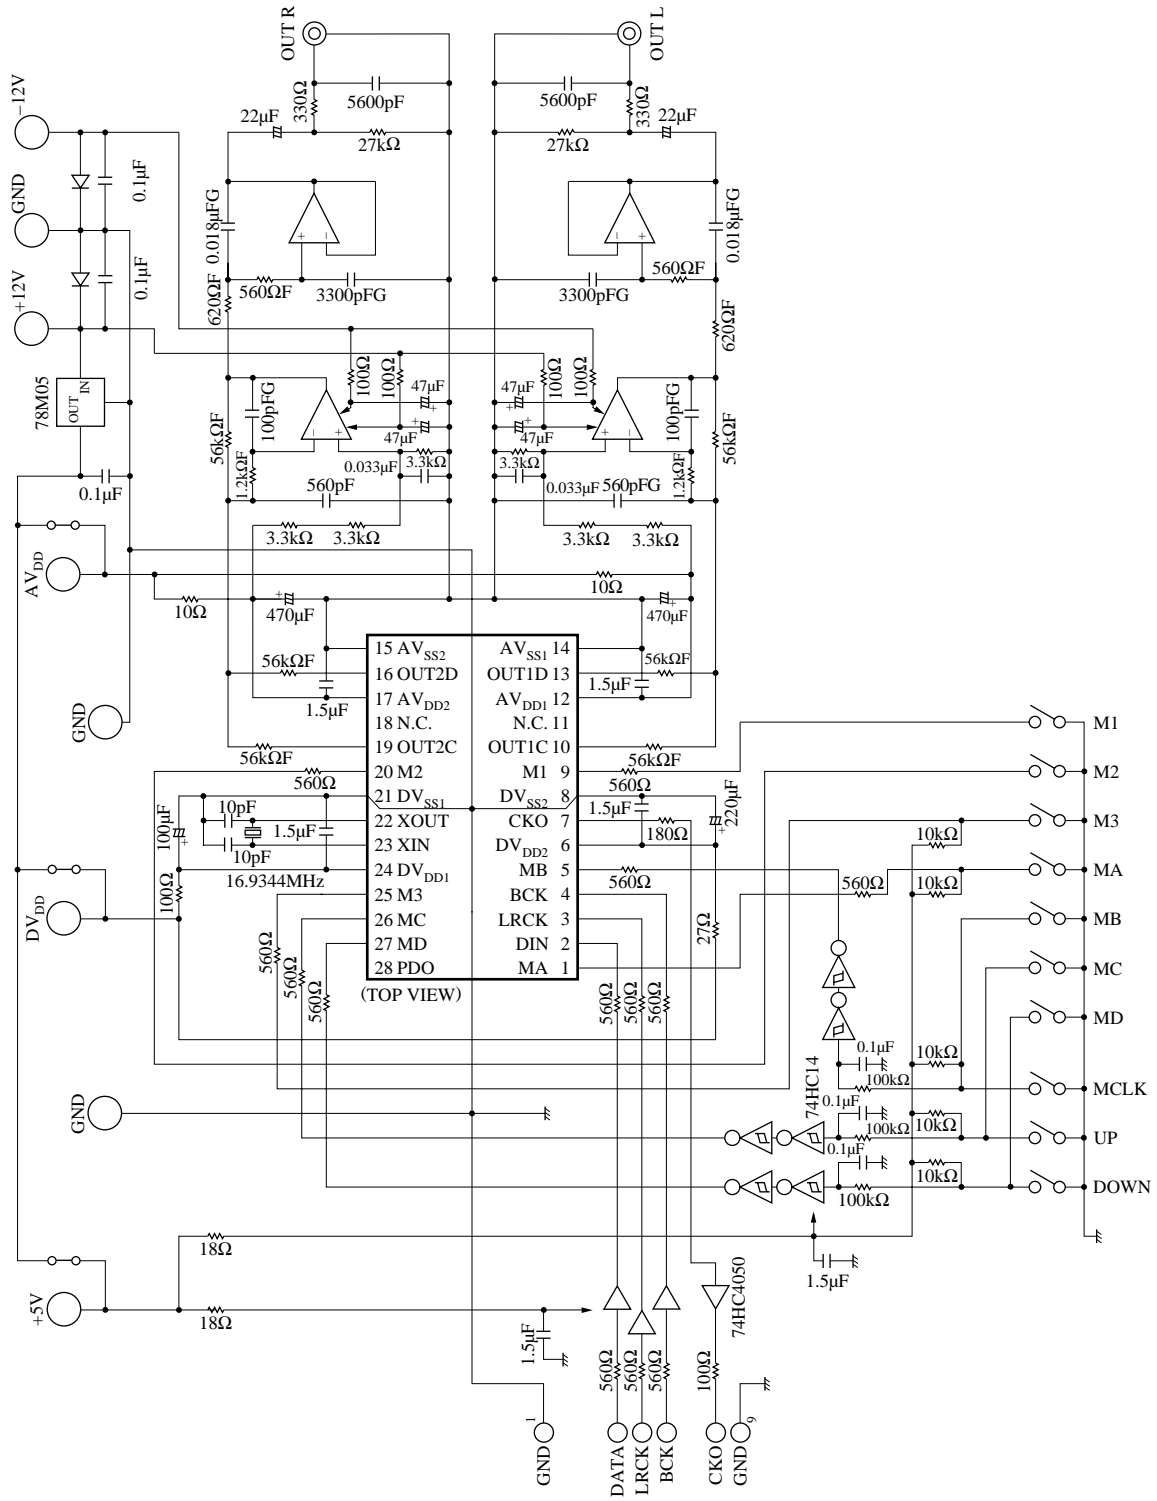 OUT R
OUT L
5600pF
5600pF
330Ω
330Ω
22µF
22µF
27kΩ
27kΩ
−12V
GND
+12V
0.1µF
0.1µF
0.018µFG
0.018µFG
560ΩF
560ΩF
3300pFG
3300pFG
620ΩF
620ΩF
78M05
OUT
IN
100Ω
100Ω
100Ω
100Ω
47µF
47µF
+
+
47µF
47µF
+
+
100pFG
100pFG
56kΩF
56kΩF
3.3kΩ
3.3kΩ
1.2kΩF
1.2kΩF
0.033µF
0.033µF
0.1µF
560pF
560pFG
3.3kΩ
3.3kΩ
3.3kΩ
3.3kΩ
AVDD
10Ω
10Ω
+
470µF
+
470µF
15 AVSS2
AVSS1 14
56kΩF
16 OUT2D
OUT1D 13
56kΩF
1.5µF
17 AVDD2
AVDD1 12
1.5µF
GND
18 N.C.
N.C. 11
M1
19 OUT2C
OUT1C 10
56kΩF
56kΩF
20 M2
M1 9
M2
560Ω
560Ω
21 DVSS1
DVSS2 8
10pF
1.5µF
220µF
+
100µF
+
1.5µF
22 XOUT
CKO 7
180Ω
M3
10kΩ
23 XIN
DVDD2 6
10pF
16.9344MHz
24 DVDD1
MB 5
560Ω
MA
100Ω
560Ω
10kΩ
25 M3
BCK 4
DVDD
26 MC
LRCK 3
27Ω
MB
27 MD
DIN 2
560Ω
560Ω
560Ω
28 PDO
MA 1
MC
(TOP VIEW)
560Ω
560Ω
560Ω
MD
0.1µF
10kΩ
74HC14
100kΩ
MCLK
GND
0.1µF
100kΩ
10kΩ
UP
0.1µF
100kΩ
10kΩ
DOWN
18Ω
1.5µF
+5V
18Ω
1.5µF
74HC4050
560Ω
560Ω
560Ω
100Ω
GND 1
DATA
LRCK
BCK
CKO
GND 9